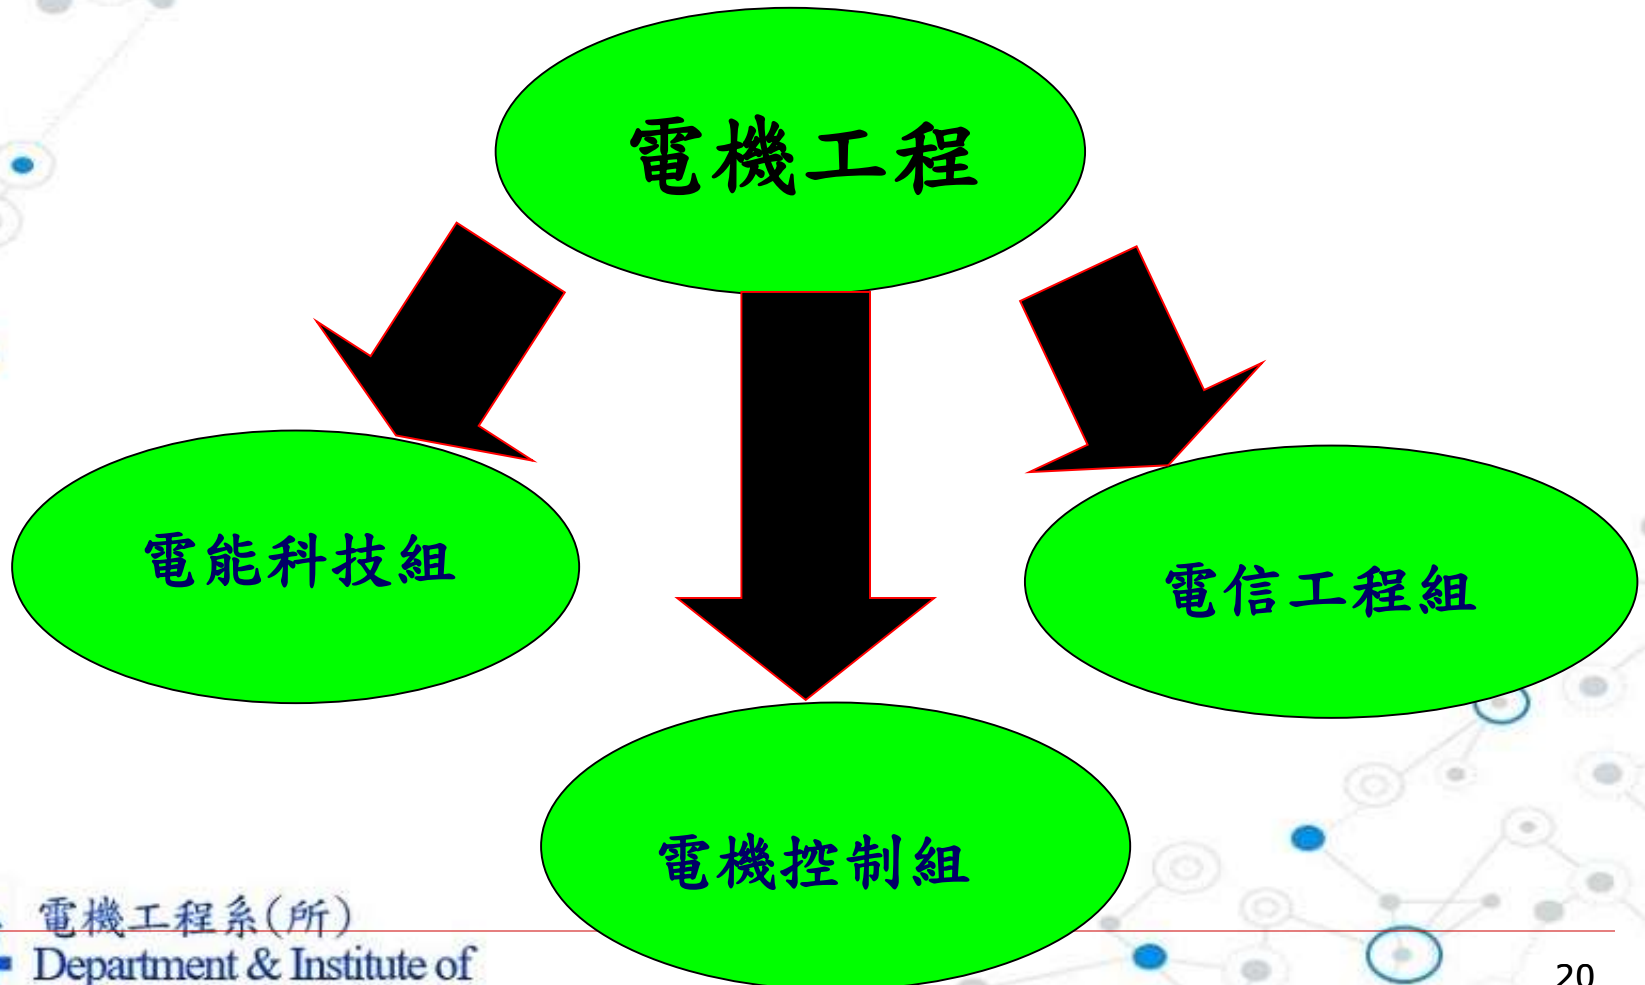 電機工程
電能科技組
電信工程組
電機控制組
電機工程系(所)
Department & Institute of
20